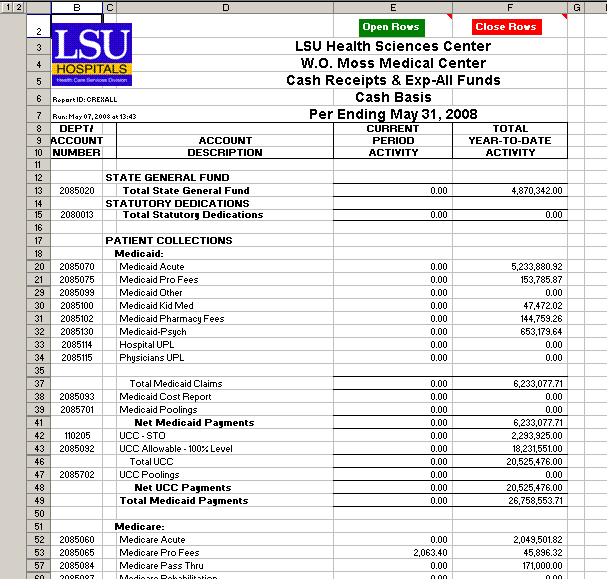 1 2 B C D E F G
2 LSU Open Rows Close Rows
3 HOSPITALS LSU Health Sciences Center
4 Health Care Services Division W.O. Moss Medical Center
5 Cash Receipts & Exp-All Funds
6 Report ID: CREXALL Cash Basis
7 Run: May 07, 2008 at 13:43 Per Ending May 31, 2008
8 DEPT/ CURRENT TOTAL
9 ACCOUNT ACCOUNT PERIOD YEAR-TO-DATE
10 NUMBER DESCRIPTION ACTIVITY ACTIVITY
11
12 STATE GENERAL FUND
13 2085020 Total State General Fund 0.00 4,870,342.00
14 STATUTORY DEDICATIONS
15 2080013 Total Statutory Dedications 0.00 0.00
16
17 PATIENT COLLECTIONS
18 Medicaid:
20 2085070 Medicaid Acute 0.00 5,233,880.92
21 2085075 Medicaid Pro Fees 0.00 153,785.87
29 2085099 Medicaid Other 0.00 0.00
30 2085100 Medicaid Kid Med 0.00 47,472.02
31 2085102 Medicaid Pharmacy Fees 0.00 144,759.26
32 2085130 Medicaid-Psych 0.00 653,179.64
33 2085114 Hospital UPL 0.00 0.00
34 2085115 Physicians UPL 0.00 0.00
35
37 Total Medicaid Claims 0.00 6,233,077.71
38 2085093 Medicaid Cost Report 0.00 0.00
39 2085701 Medicaid Poolings 0.00 0.00
41 Net Medicaid Payments 0.00 6,233,077.71
42 110205 UCC - STO 0.00 2,293,925.00
43 2085092 UCC Allowable - 100% Level 0.00 18,231,551.00
46 Total UCC 0.00 20,525,476.00
47 2085702 UCC Poolings 0.00 0.00
48 Net UCC Payments 0.00 20,525,476.00
49 Total Medicaid Payments 0.00 26,758,553.71
50
51 Medicare:
52 2085060 Medicare Acute 0.00 2,049,501.82
53 2085065 Medicare Pro Fees 2,063.40 45,896.32
57 2085084 Medicare Pass Thru 0.00 171,000.00
60 2085087 Medicare Rehabilitation 0.00 0.00